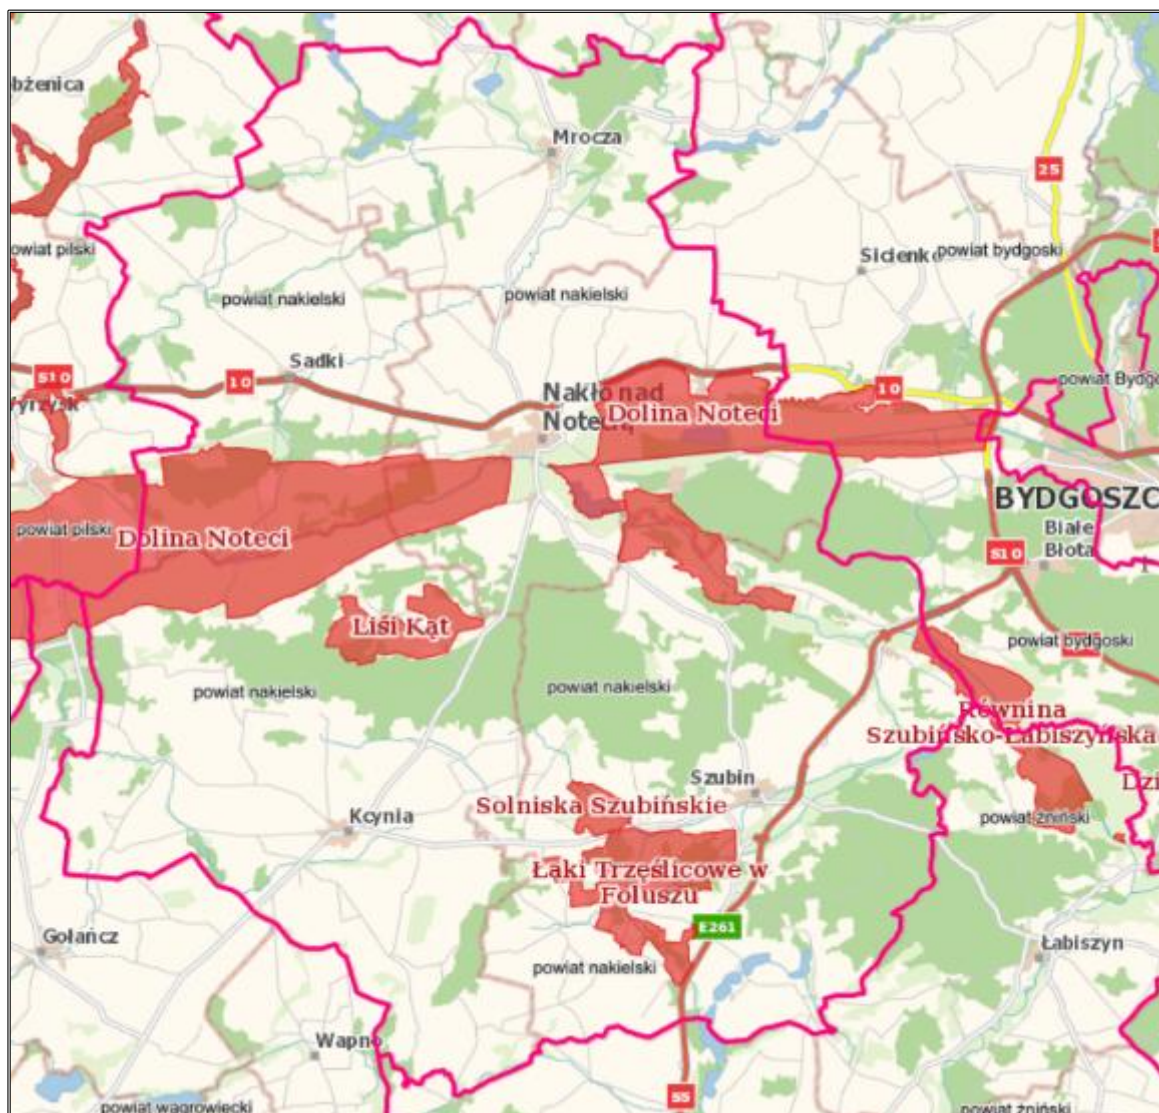 bżenica
Mrocza
25
powiat pilski
Sicienko
powiat bydgoski
powiat nakielski
powiat nakielski
Sadki
S10
10
10
powiat Bydgo
Wyrzysk
Nakło nad
Notecią
Dolina Noteci
BYDGOSZC
powiat pilski
Dolina Noteci
Białe
Błota
S10
Lisi Kąt
powiat bydgoski
powiat nakielski
powiat nakielski
Równina
Szubińsko-Łabiszyńska
Szubin
Dzi
Solniska Szubińskie
Kcynia
powiat żniński
Łąki Trzęślicowe w
Foluszu
E261
Gołańcz
Łabiszyn
powiat nakielski
Wapno
S5
powiat wągrowiecki
powiat żniński